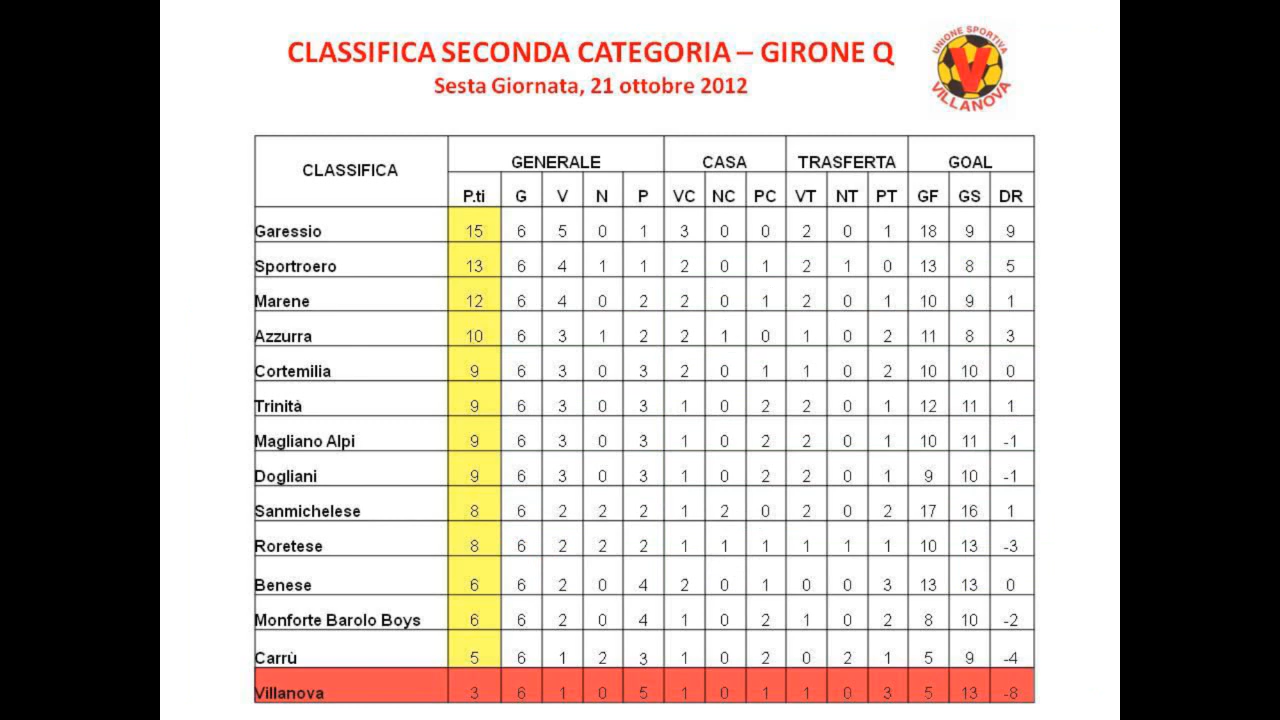 CLASSIFICA SECONDA CATEGORIA – GIRONE Q
Sesta Giornata, 21 ottobre 2012
UNIONE SPORTIVA
V
VILLANOVA
CLASSIFICA GENERALE CASA TRASFERTA GOAL
P.ti G V N P VC NC PC VT NT PT GF GS DR
Garessio 15 6 5 0 1 3 0 0 2 0 1 18 9 9
Sportroero 13 6 4 1 1 2 0 1 2 1 0 13 8 5
Marene 12 6 4 0 2 2 0 1 2 0 1 10 9 1
Azzurra 10 6 3 1 2 2 1 0 1 0 2 11 8 3
Cortemilia 9 6 3 0 3 2 0 1 1 0 2 10 10 0
Trinità 9 6 3 0 3 1 0 2 2 0 1 12 11 1
Magliano Alpi 9 6 3 0 3 1 0 2 2 0 1 10 11 -1
Dogliani 9 6 3 0 3 1 0 2 2 0 1 9 10 -1
Sanmichelese 8 6 2 2 2 1 2 0 2 0 2 17 16 1
Roretese 8 6 2 2 2 1 1 1 1 1 1 10 13 -3
Benese 6 6 2 0 4 2 0 1 0 0 3 13 13 0
Monforte Barolo Boys 6 6 2 0 4 1 0 2 1 0 2 8 10 -2
Carrù 5 6 1 2 3 1 0 2 0 2 1 5 9 -4
Villanova 3 6 1 0 5 1 0 1 1 0 3 5 13 -8